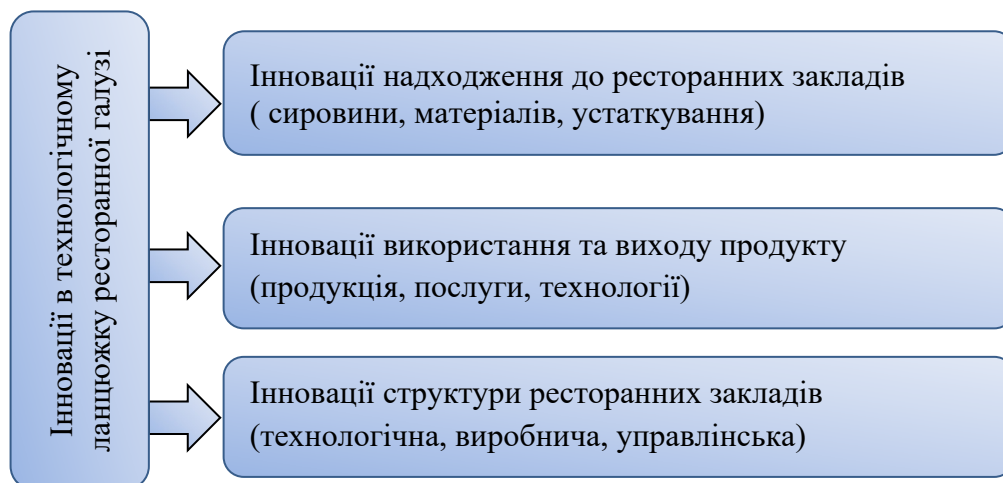 Інновації в технологічному
ланцюжку ресторанної галузі
Інновації надходження до ресторанних закладів
( сировини, матеріалів, устаткування)
Інновації використання та виходу продукту
(продукція, послуги, технології)
Інновації структури ресторанних закладів
(технологічна, виробнича, управлінська)